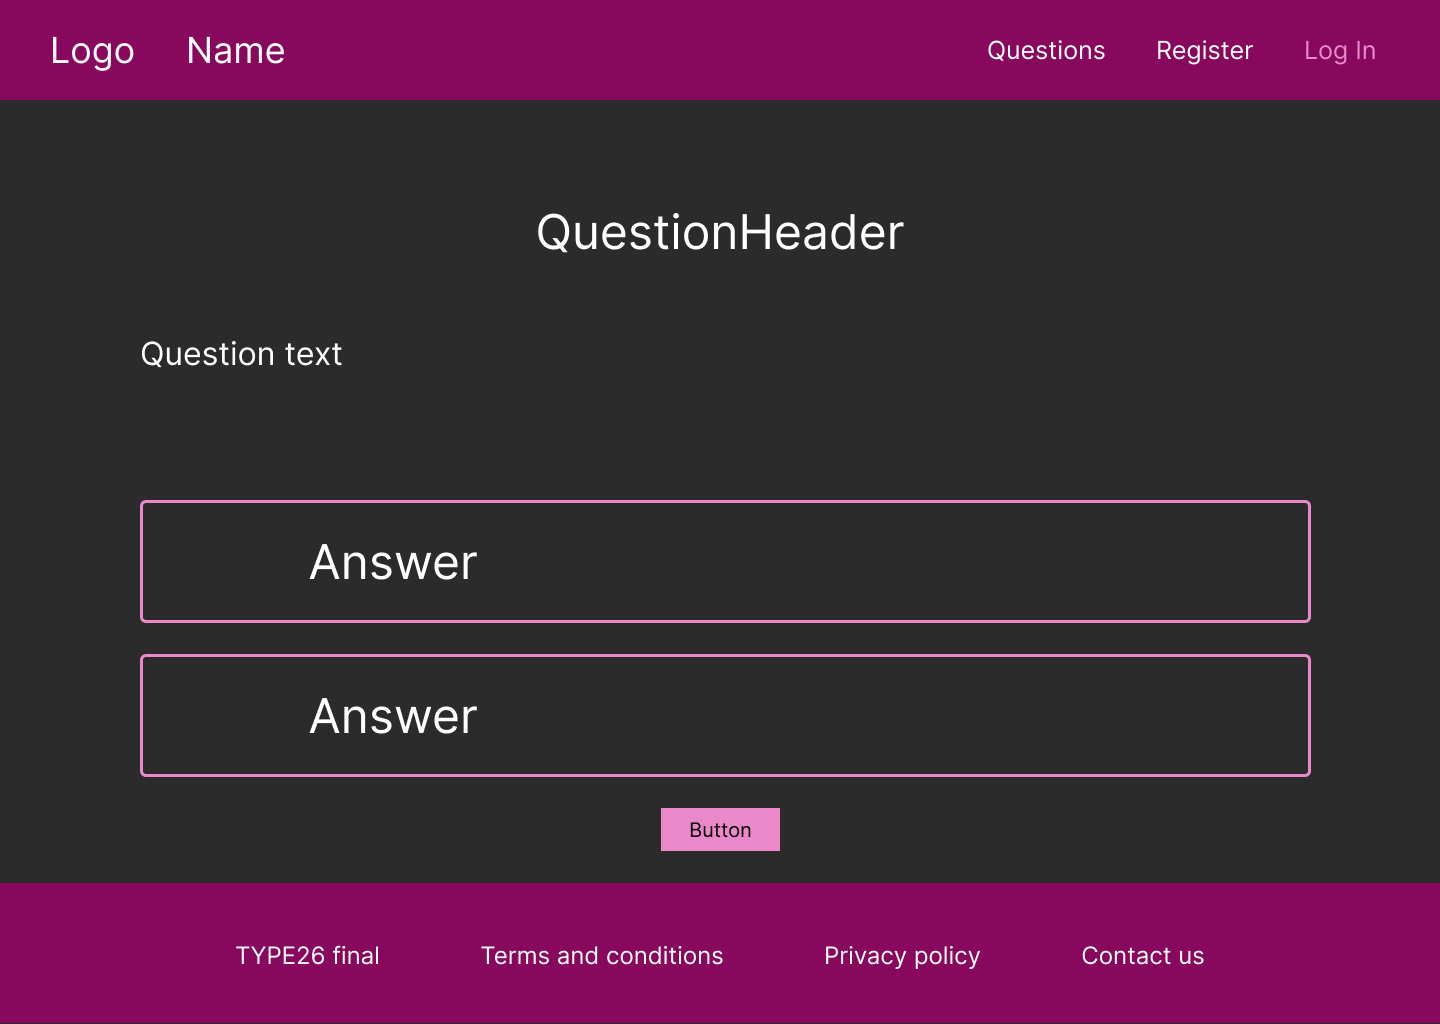 Logo Name Questions Register Log In
QuestionHeader
Question text
Answer
Answer
Button
TYPE26 final Terms and conditions Privacy policy Contact us